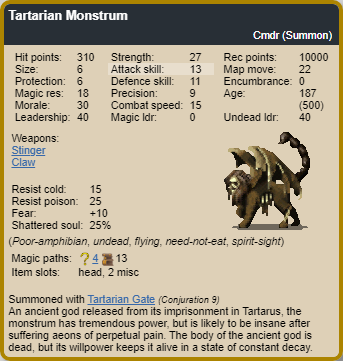 Tartarian Monstrum
Cmdr (Summon)
Hit points: 310 Strength: 27 Rec points: 10000
Size: 6 Attack skill: 13 Map move: 22
Protection: 6 Defence skill: 11 Encumbrance: 0
Magic res: 18 Precision: 9 Age: 187
Morale: 30 Combat speed: 15 (500)
Leadership: 40 Magic ldr: 0 Undead ldr: 40
Weapons:
Stinger
Claw
Resist cold: 15
Resist poison: 25
Fear: +10
Shattered soul: 25%
(Poor-amphibian, undead, flying, need-not-eat, spirit-sight)
Magic paths: ? 4 13
Item slots: head, 2 misc
Summoned with Tartarian Gate (Conjuration 9)
An ancient god released from its imprisonment in Tartarus, the
monstrum has tremendous power, but is likely to be insane after
suffering aeons of perpetual pain. The body of the ancient god is
dead, but its willpower keeps it alive in a state of constant decay.